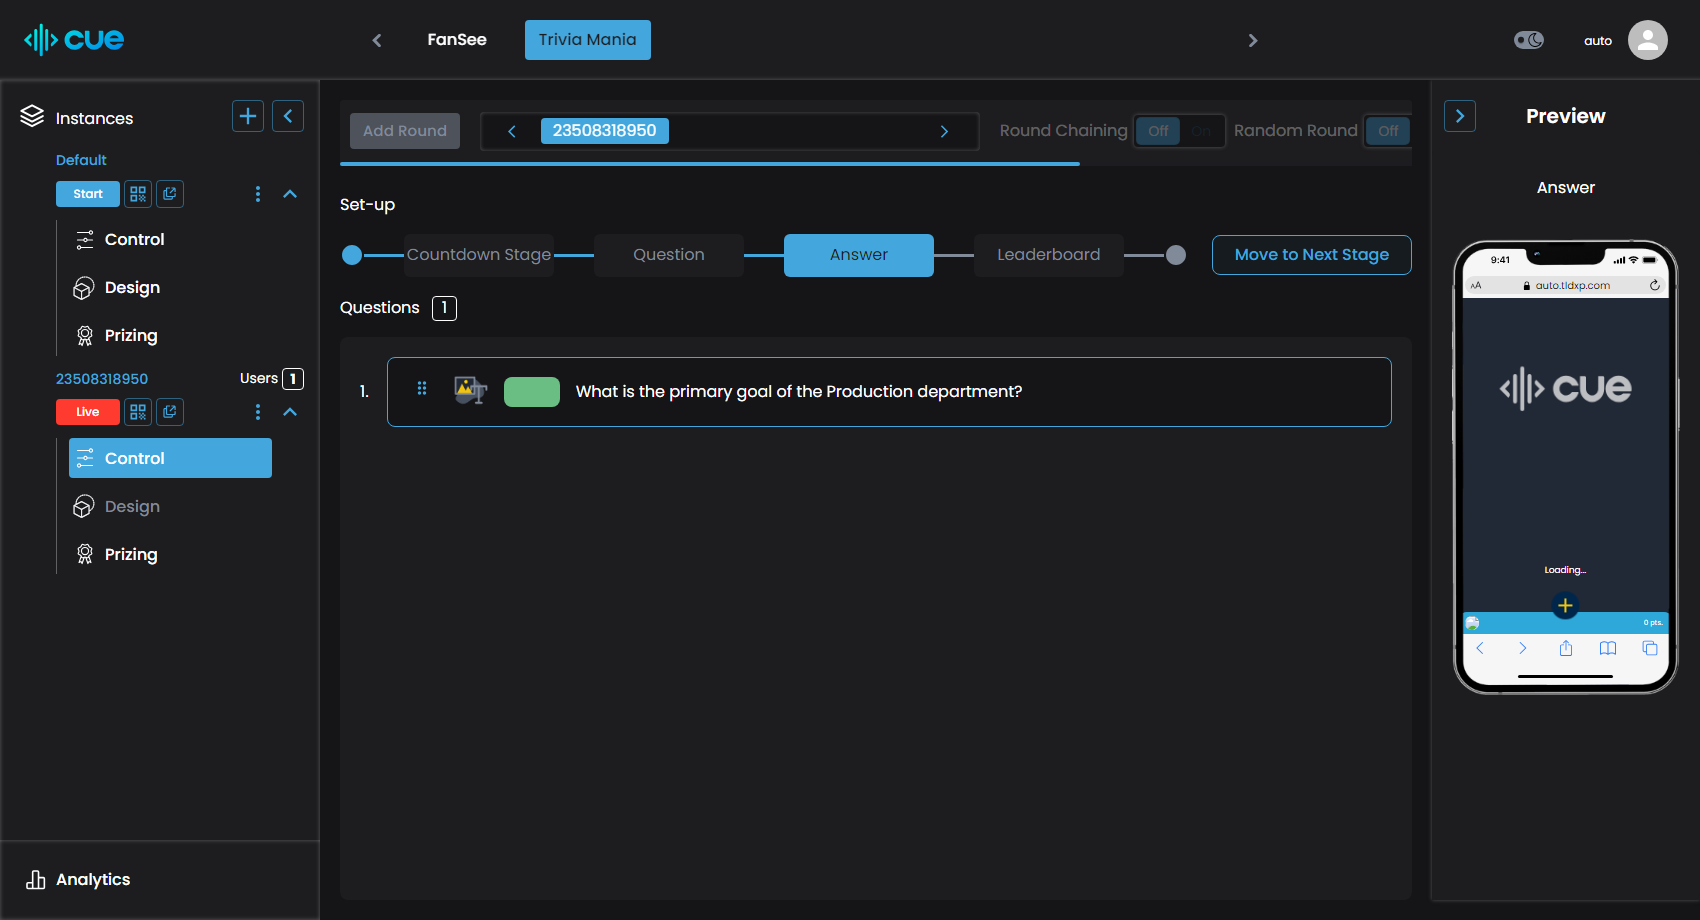 cue
FanSee
Trivia Mania
auto
Instances
Default
Start
Control
Design
Prizing
23508318950
Users 1
Live
Control
Design
Prizing
Analytics
Add Round
23508318950
Round Chaining
Off
On
Random Round
Off
Set-up
Countdown Stage
Question
Answer
Leaderboard
Move to Next Stage
Questions 1
1.
What is the primary goal of the Production department?
Preview
Answer
9:41
AA
auto.tldxp.com
cue
Loading...
0 pts.